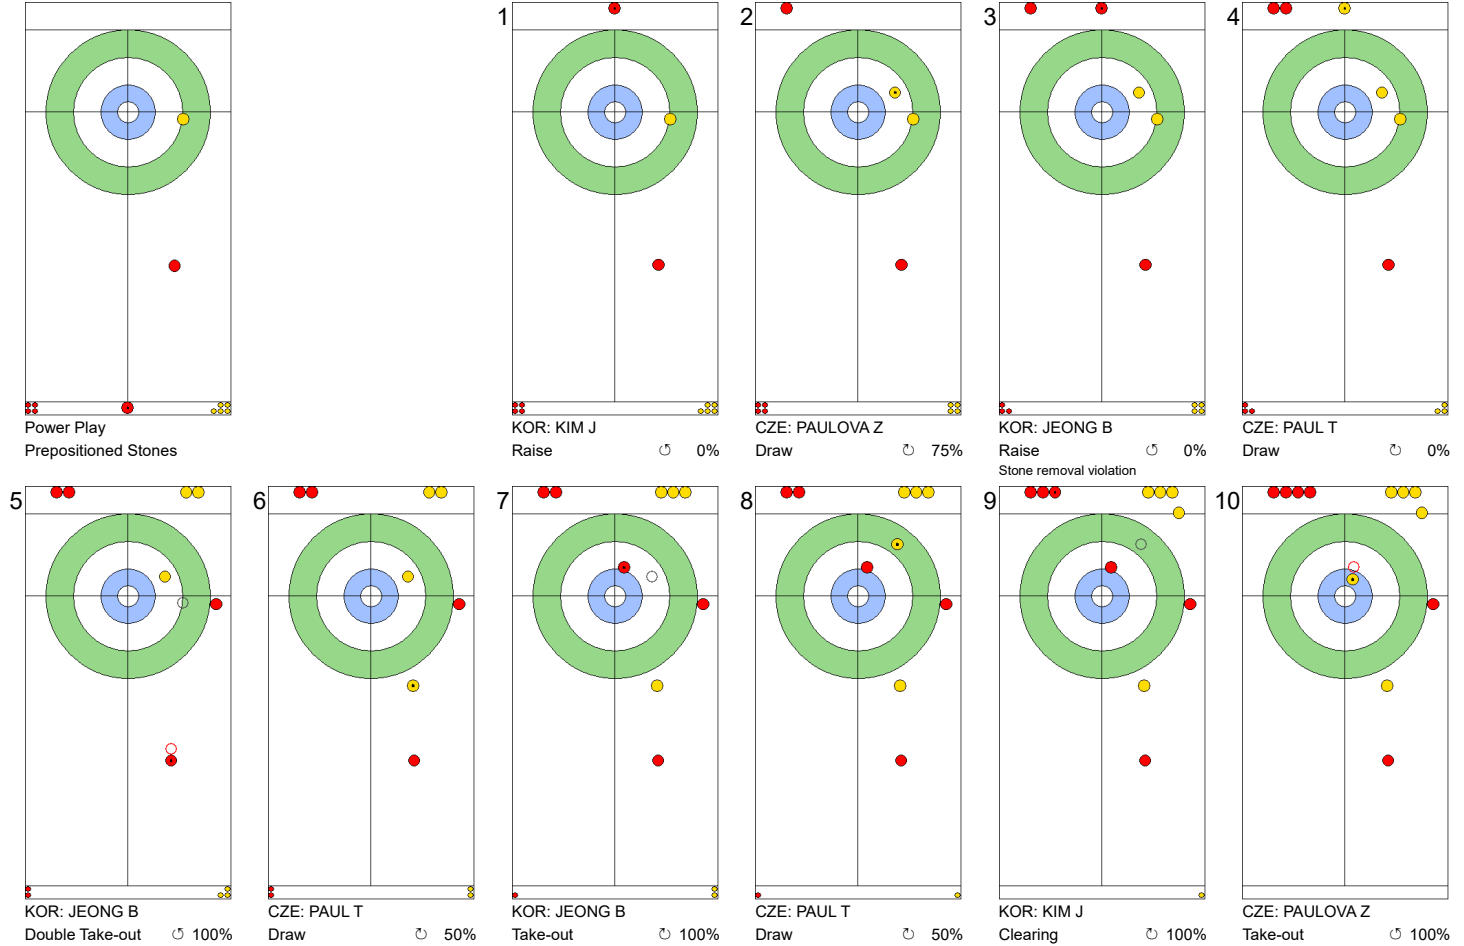 1
2
3
4
Power Play
Prepositioned Stones
KOR: KIM J
Raise ↺ 0%
CZE: PAULOVA Z
Draw ↻ 75%
KOR: JEONG B
Raise ↺ 0%
Stone removal violation
CZE: PAUL T
Draw ↻ 0%
5
6
7
8
9
10
KOR: JEONG B
Double Take-out ↺ 100%
CZE: PAUL T
Draw ↻ 50%
KOR: JEONG B
Take-out ↻ 100%
CZE: PAUL T
Draw ↻ 50%
KOR: KIM J
Clearing ↻ 100%
CZE: PAULOVA Z
Take-out ↺ 100%